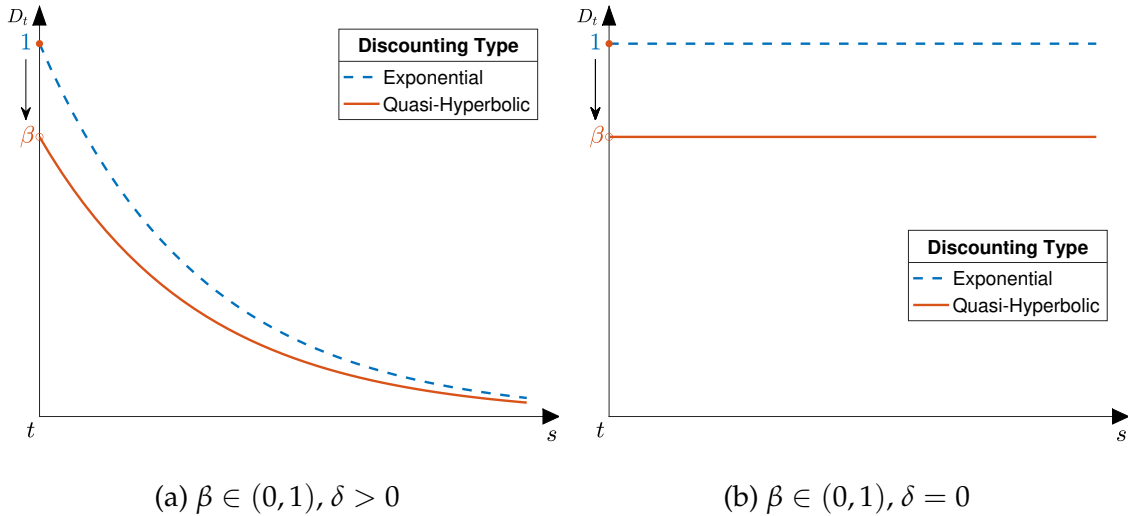 D_t
1
β
Discounting Type
Exponential
Quasi-Hyperbolic
t
s
(a) β ∈ (0, 1), δ > 0
D_t
1
β
Discounting Type
Exponential
Quasi-Hyperbolic
t
s
(b) β ∈ (0, 1), δ = 0